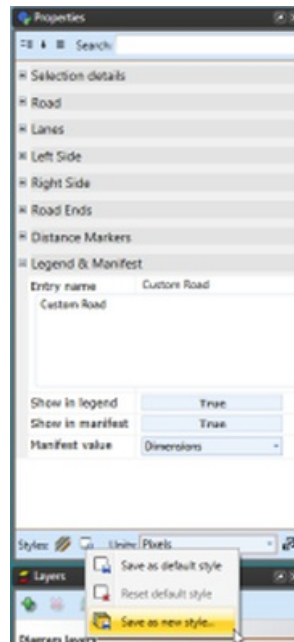 Properties
Search:
Selection details
Road
Lanes
Left Side
Right Side
Road Ends
Distance Markers
Legend & Manifest
Entry name Custom Road
Custom Road
Show in legend True
Show in manifest True
Manifest value Dimensions
Styles: Units: Pixels
Save as default style
Layers
Reset default style
Save as new style...
Diagram layers